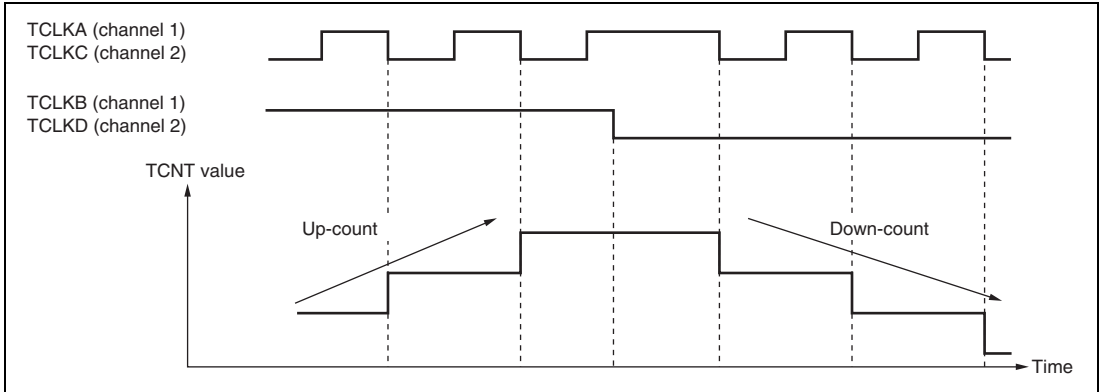 TCLKA (channel 1)
TCLKC (channel 2)
TCLKB (channel 1)
TCLKD (channel 2)
TCNT value
Up-count
Down-count
Time